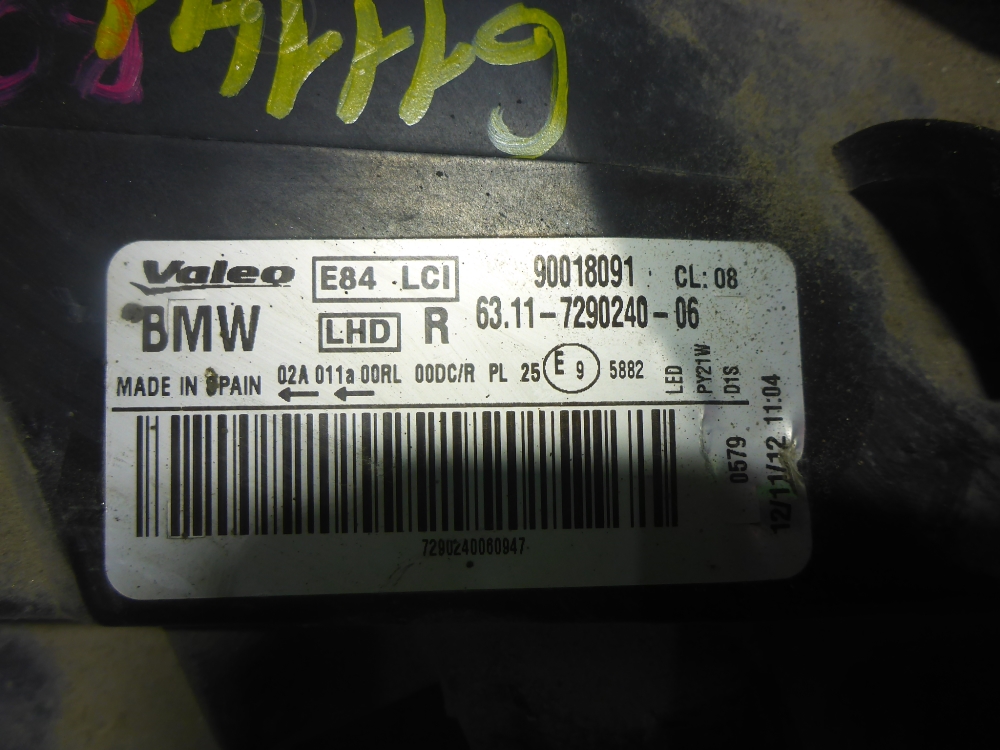 Valeo E84 LCI 90018091 CL: 08
BMW LHD R 63.11-7290240-06
MADE IN SPAIN 02A 011a 00RL 00DC/R PL 25 E 9 5882
LED
PY21W
D1S
0579
12/11/12 11:04
7290240060947